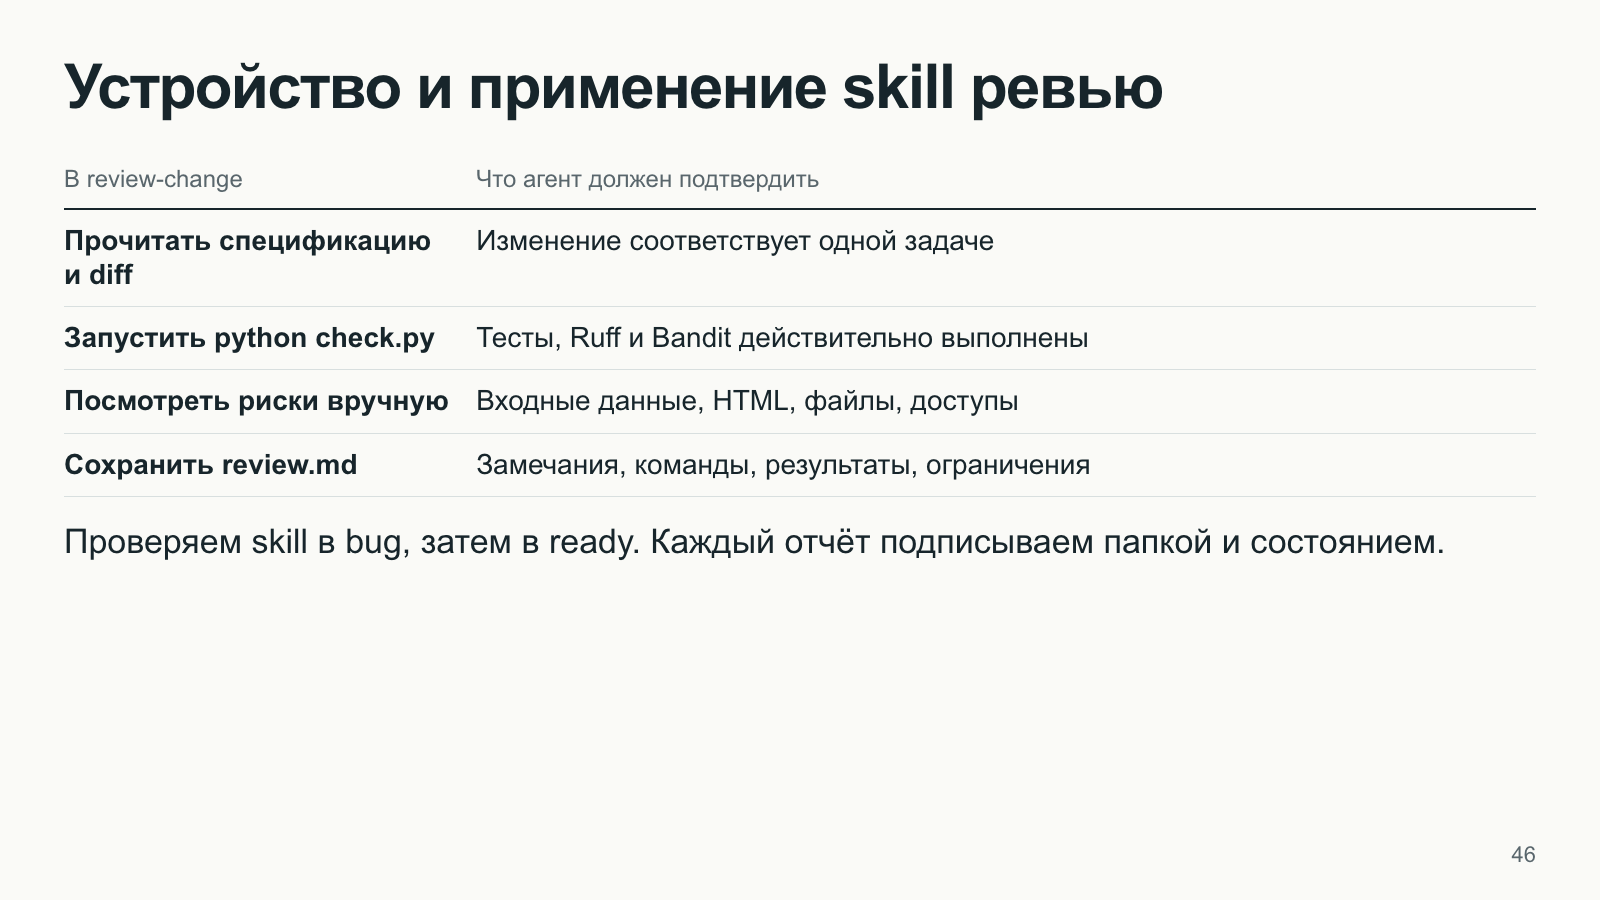 Устройство и применение skill ревью
В review-change
Что агент должен подтвердить
Прочитать спецификацию
и diff
Изменение соответствует одной задаче
Запустить python check.py
Тесты, Ruff и Bandit действительно выполнены
Посмотреть риски вручную
Входные данные, HTML, файлы, доступы
Сохранить review.md
Замечания, команды, результаты, ограничения
Проверяем skill в bug, затем в ready. Каждый отчёт подписываем папкой и состоянием.
46